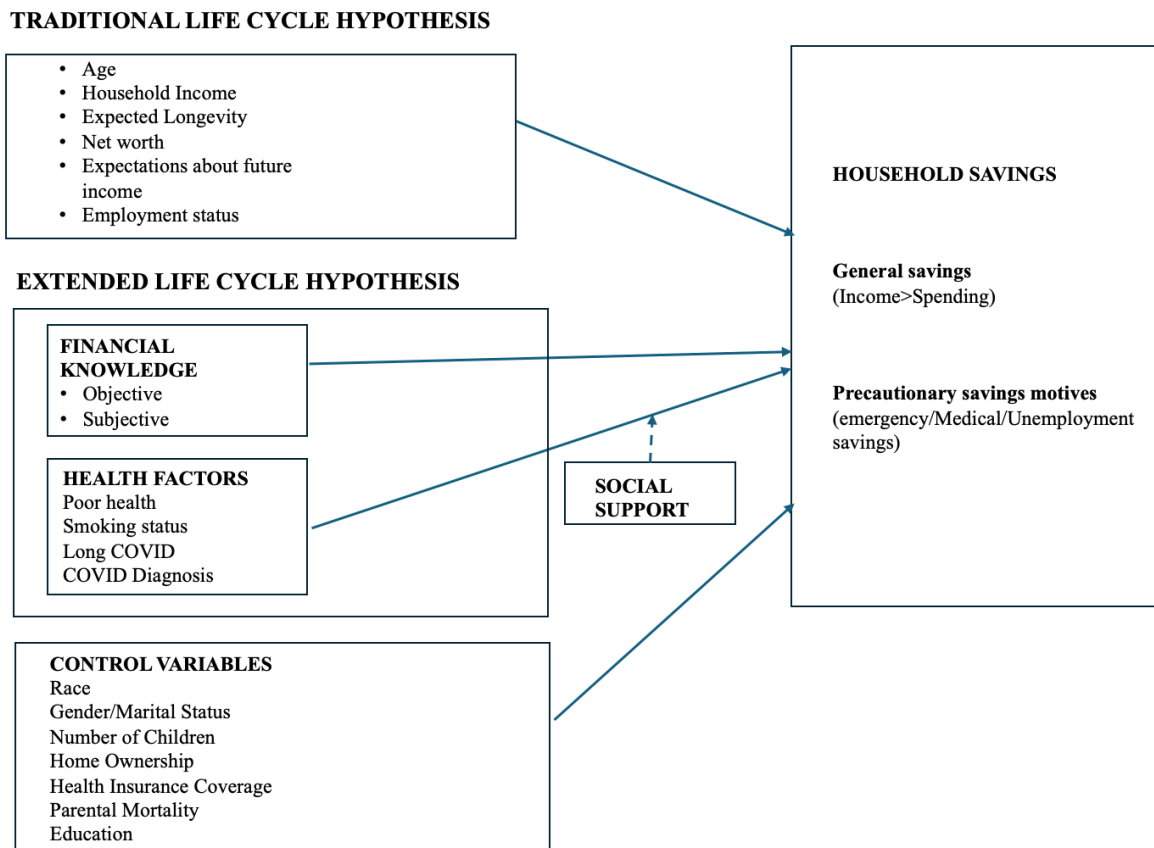 TRADITIONAL LIFE CYCLE HYPOTHESIS
• Age
• Household Income
• Expected Longevity
• Net worth
• Expectations about future
income
• Employment status
EXTENDED LIFE CYCLE HYPOTHESIS
FINANCIAL
KNOWLEDGE
• Objective
• Subjective
HEALTH FACTORS
Poor health
Smoking status
Long COVID
COVID Diagnosis
SOCIAL
SUPPORT
CONTROL VARIABLES
Race
Gender/Marital Status
Number of Children
Home Ownership
Health Insurance Coverage
Parental Mortality
Education
HOUSEHOLD SAVINGS
General savings
(Income>Spending)
Precautionary savings motives
(emergency/Medical/Unemployment
savings)